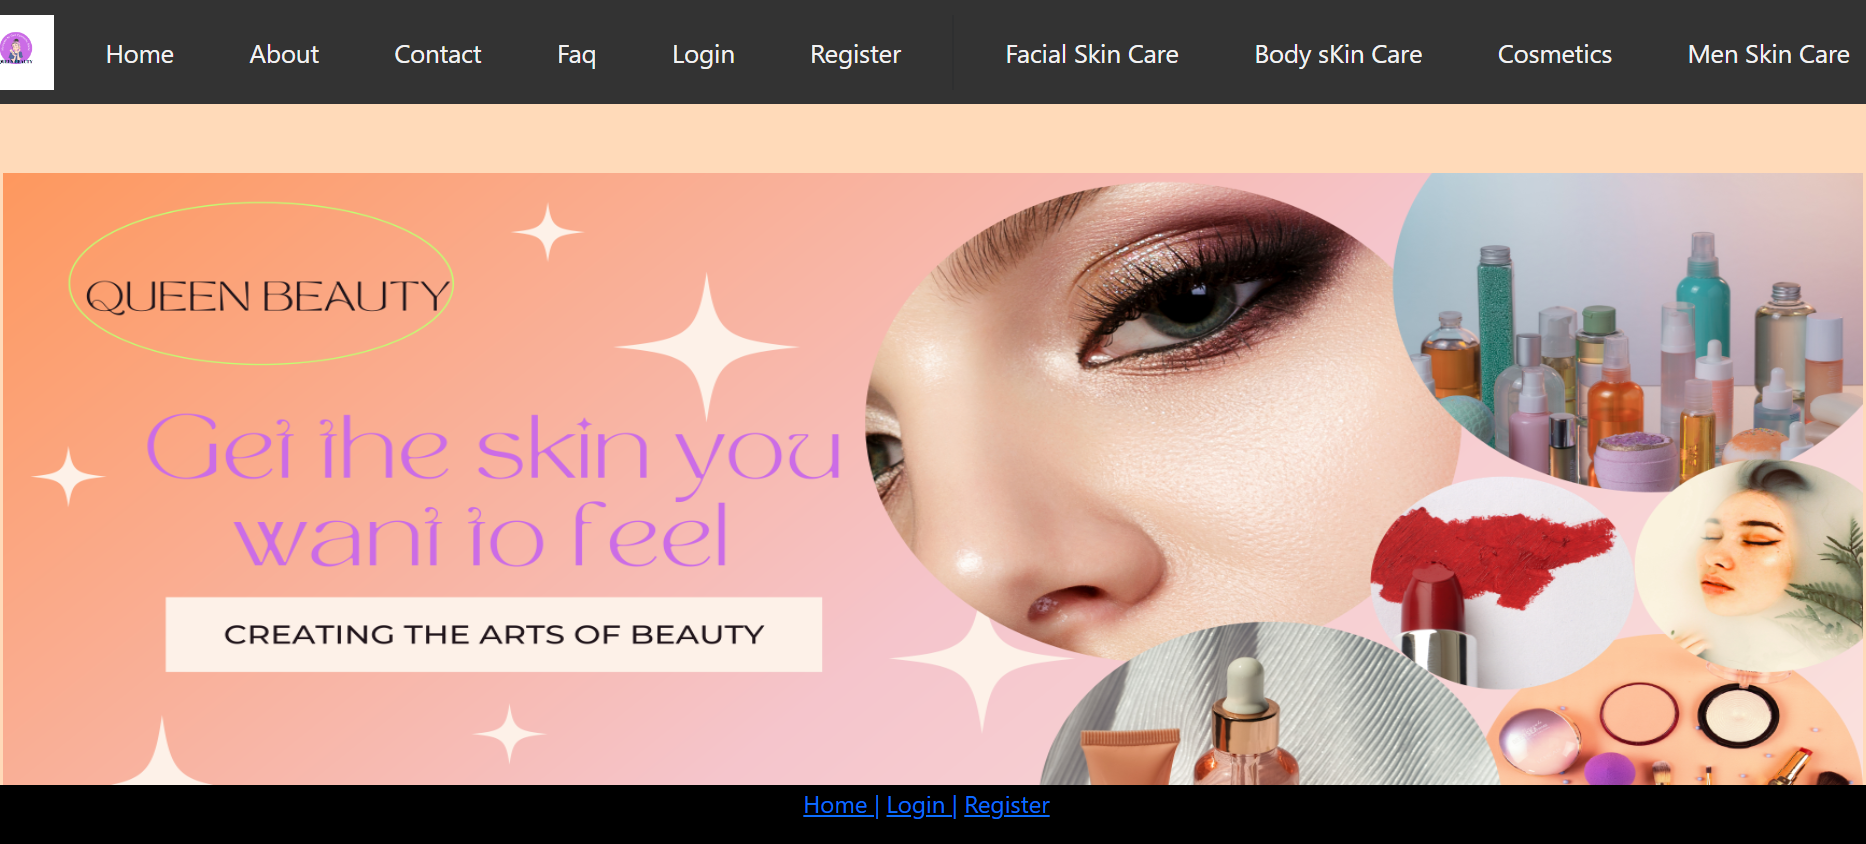 Home About Contact Faq Login Register Facial Skin Care Body sKin Care Cosmetics Men Skin Care
QUEEN BEAUTY
Get the skin you
want to feel
CREATING THE ARTS OF BEAUTY
Home | Login | Register